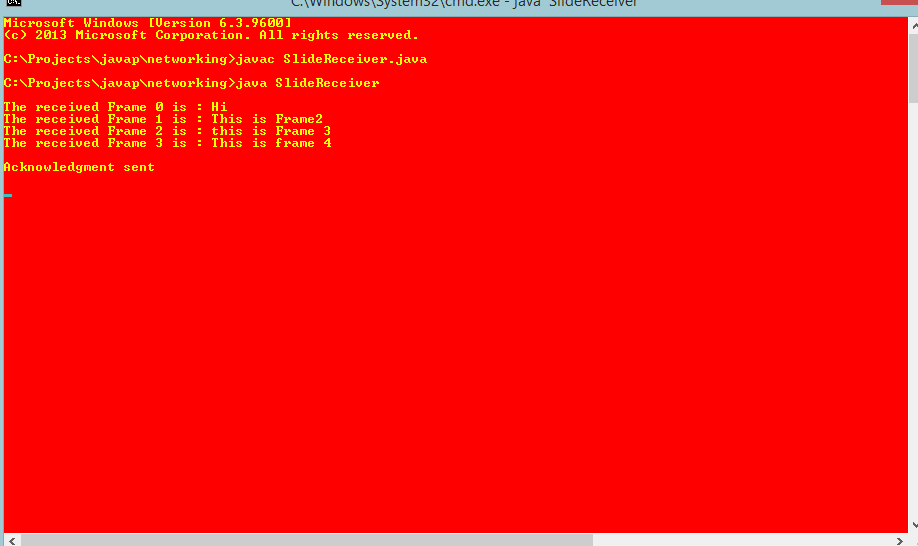 C:\Windows\System32\cmd.exe - java SlideReceiver
Microsoft Windows [Version 6.3.9600]
(c) 2013 Microsoft Corporation. All rights reserved.
C:\Projects\javap\networking>javac SlideReceiver.java
C:\Projects\javap\networking>java SlideReceiver
The received Frame 0 is : Hi
The received Frame 1 is : This is Frame2
The received Frame 2 is : this is Frame 3
The received Frame 3 is : This is frame 4
Acknowledgment sent